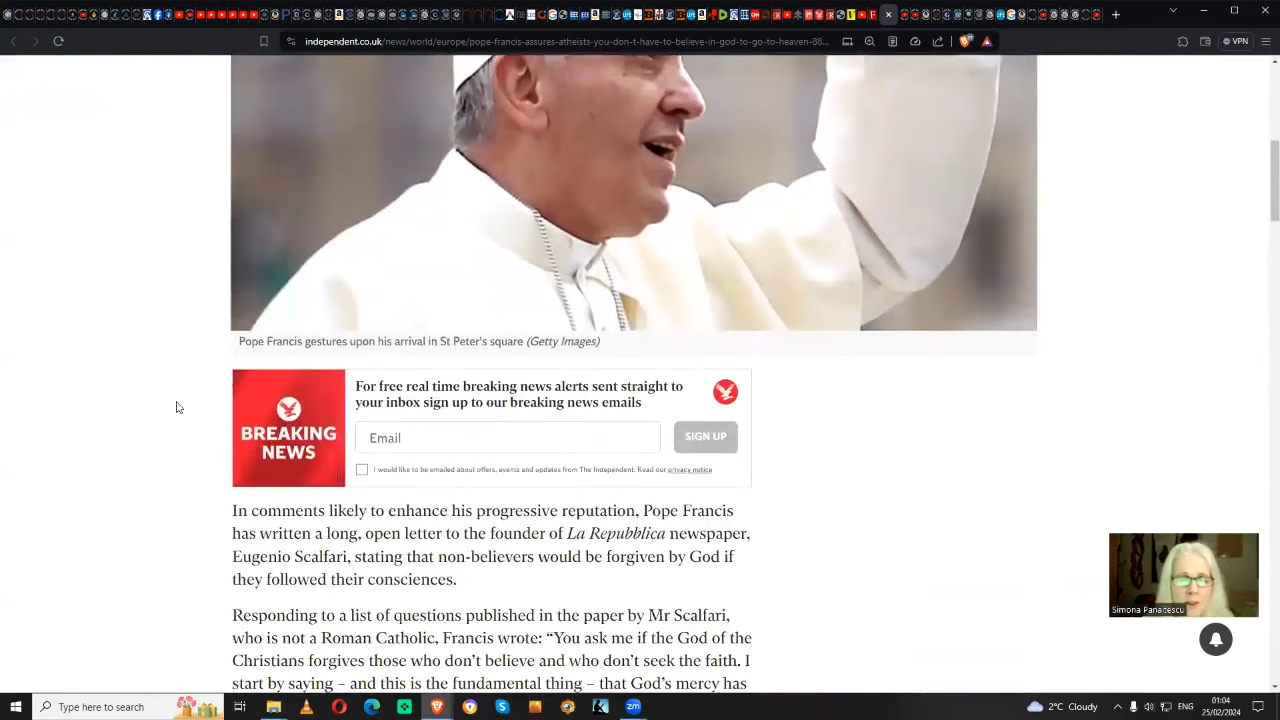 independent.co.uk/news/world/europe/pope-francis-assures-atheists-you-don-t-have-to-believe-in-god-to-go-to-heaven-88...
VPN
Pope Francis gestures upon his arrival in St Peter's square (Getty Images)
BREAKING
NEWS
For free real time breaking news alerts sent straight to
your inbox sign up to our breaking news emails
Email
SIGN UP
I would like to be emailed about offers, events and updates from The Independent. Read our privacy notice
In comments likely to enhance his progressive reputation, Pope Francis
has written a long, open letter to the founder of La Repubblica newspaper,
Eugenio Scalfari, stating that non-believers would be forgiven by God if
they followed their consciences.
Responding to a list of questions published in the paper by Mr Scalfari,
who is not a Roman Catholic, Francis wrote: “You ask me if the God of the
Christians forgives those who don’t believe and who don’t seek the faith. I
start by saying – and this is the fundamental thing – that God’s mercy has
Simona Panaitescu
Type here to search
zm
2°C Cloudy
ENG
01:04
25/02/2024